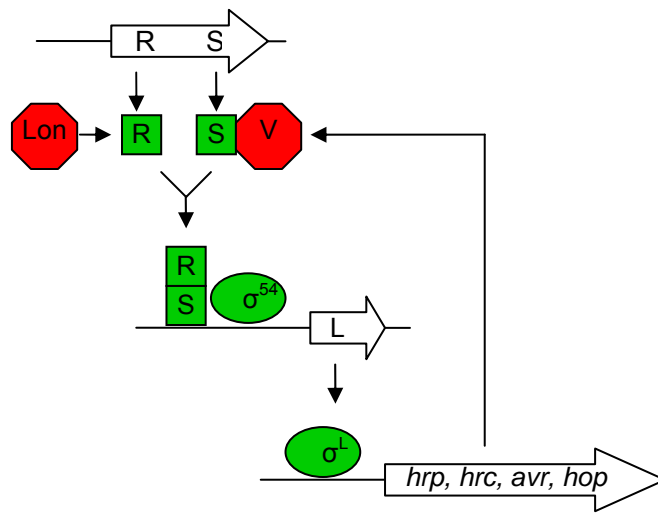 R S
Lon R S V
R
S σ⁵⁴
L
σᴸ
hrp, hrc, avr, hop